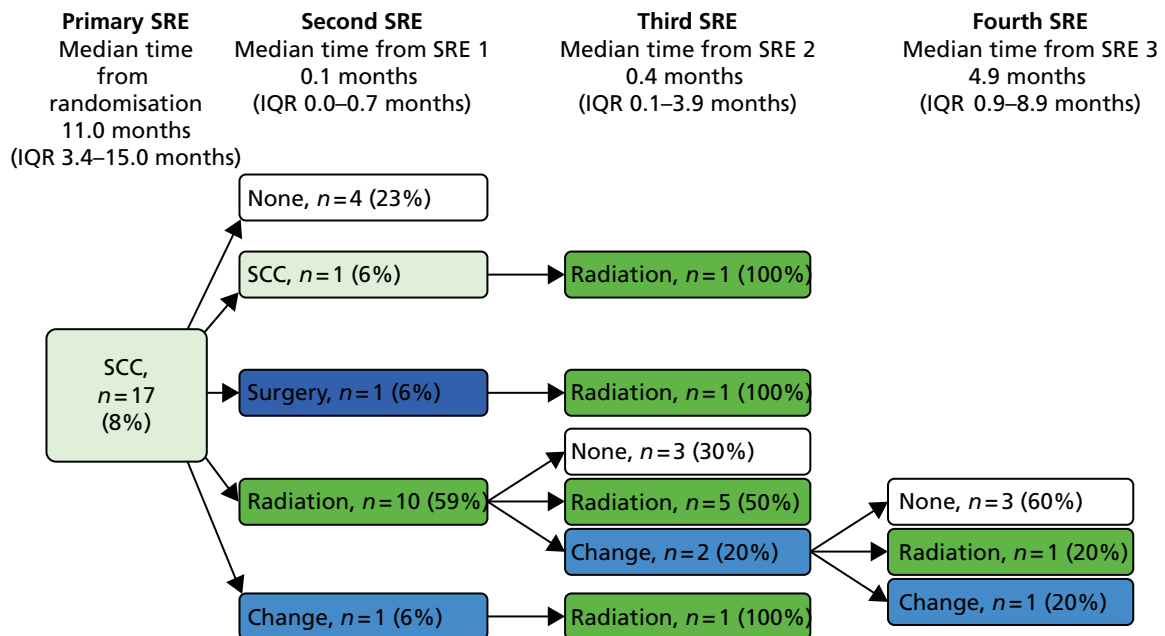 Primary SRE
Median time
from
randomisation
11.0 months
(IQR 3.4–15.0 months)
Second SRE
Median time from SRE 1
0.1 months
(IQR 0.0–0.7 months)
Third SRE
Median time from SRE 2
0.4 months
(IQR 0.1–3.9 months)
Fourth SRE
Median time from SRE 3
4.9 months
(IQR 0.9–8.9 months)
SCC,
n=17
(8%)
None, n=4 (23%)
SCC, n=1 (6%)
Surgery, n=1 (6%)
Radiation, n=10 (59%)
Change, n=1 (6%)
Radiation, n=1 (100%)
Radiation, n=1 (100%)
None, n=3 (30%)
Radiation, n=5 (50%)
Change, n=2 (20%)
Radiation, n=1 (100%)
None, n=3 (60%)
Radiation, n=1 (20%)
Change, n=1 (20%)